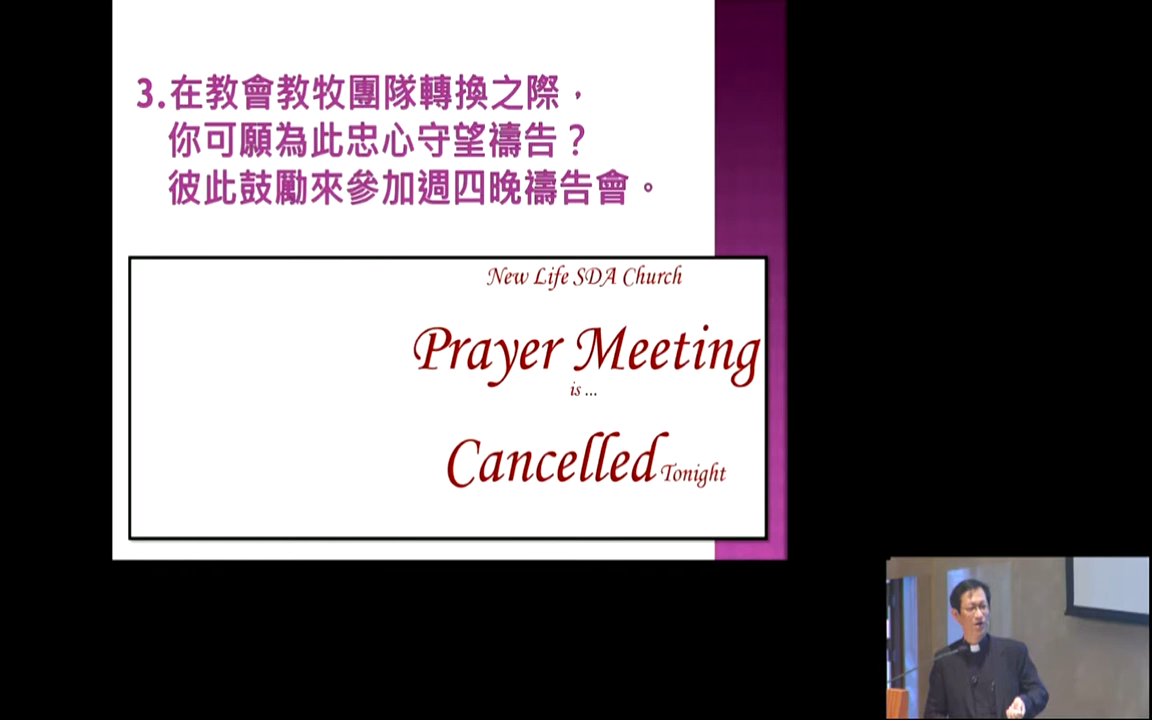 3.在教會教牧團隊轉換之際，
你可願為此忠心守望禱告？
彼此鼓勵來參加週四晚禱告會。
New Life SDA Church
Prayer Meeting
is ...
Cancelled Tonight